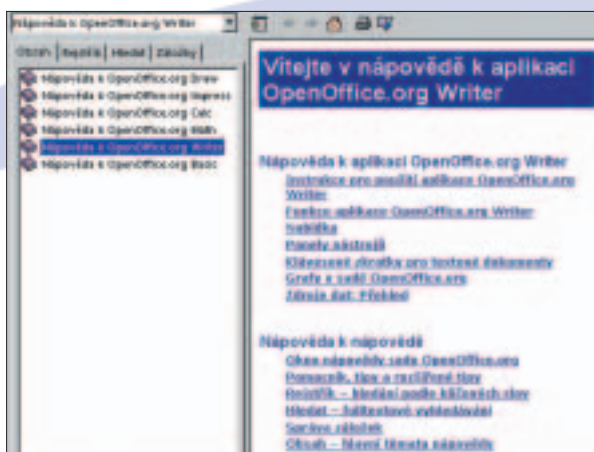 Nápověda k OpenOffice.org Writer
Obsah Rejstřík Hledat Záložky
Nápověda k OpenOffice.org Draw
Nápověda k OpenOffice.org Impress
Nápověda k OpenOffice.org Calc
Nápověda k OpenOffice.org Math
Nápověda k OpenOffice.org Writer
Nápověda k OpenOffice.org Basic
Vítejte v nápovědě k aplikaci
OpenOffice.org Writer
Nápověda k aplikaci OpenOffice.org Writer
Instrukce pro použití aplikace OpenOffice.org
Writer
Funkce aplikace OpenOffice.org Writer
Nabídka
Panely nástrojů
Klávesové zkratky pro textové dokumenty
Grafy v sadě OpenOffice.org
Zdroje dat: Přehled
Nápověda k nápovědě
Okno nápovědy sady OpenOffice.org
Pomocník, tipy a rozšířené tipy
Rejstřík – hledání podle klíčových slov
Hledat – fulltextové vyhledávání
Správa záložek
Obsah – hlavní témata nápovědy